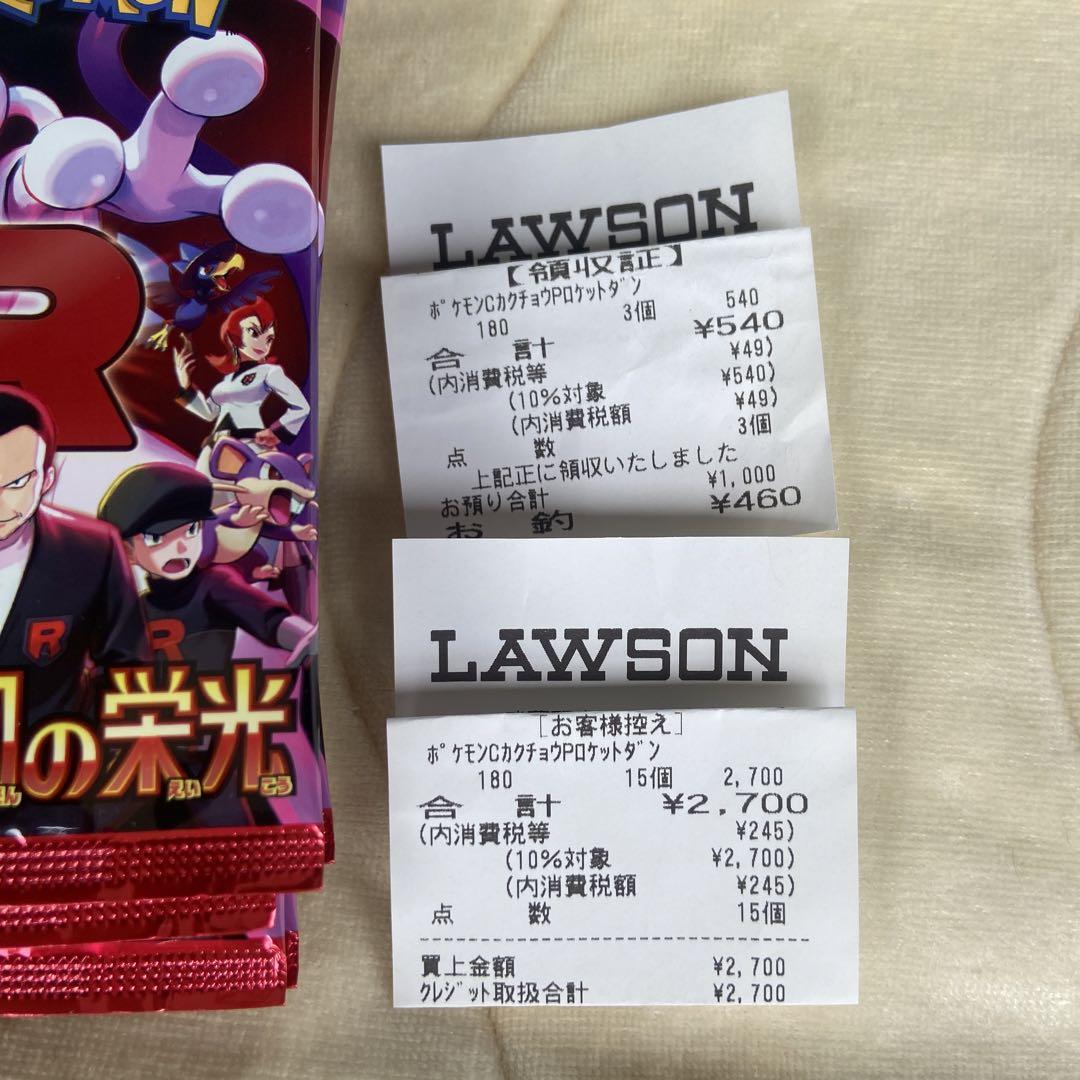 R
R
R
の栄光
えいこう
LAWSON
【領収証】
ポケモンCカクチョウPロケットダン
180 3個 540
合 計 ¥540
(内消費税等 ¥49)
(10%対象 ¥540)
(内消費税額 ¥49)
点 数 3個
上記正に領収いたしました
お預り合計 ¥1,000
お 釣 ¥460
LAWSON
[お客様控え]
ポケモンCカクチョウPロケットダン
180 15個 2,700
合 計 ¥2,700
(内消費税等 ¥245)
(10%対象 ¥2,700)
(内消費税額 ¥245)
点 数 15個
買上金額 ¥2,700
クレジット取扱合計 ¥2,700